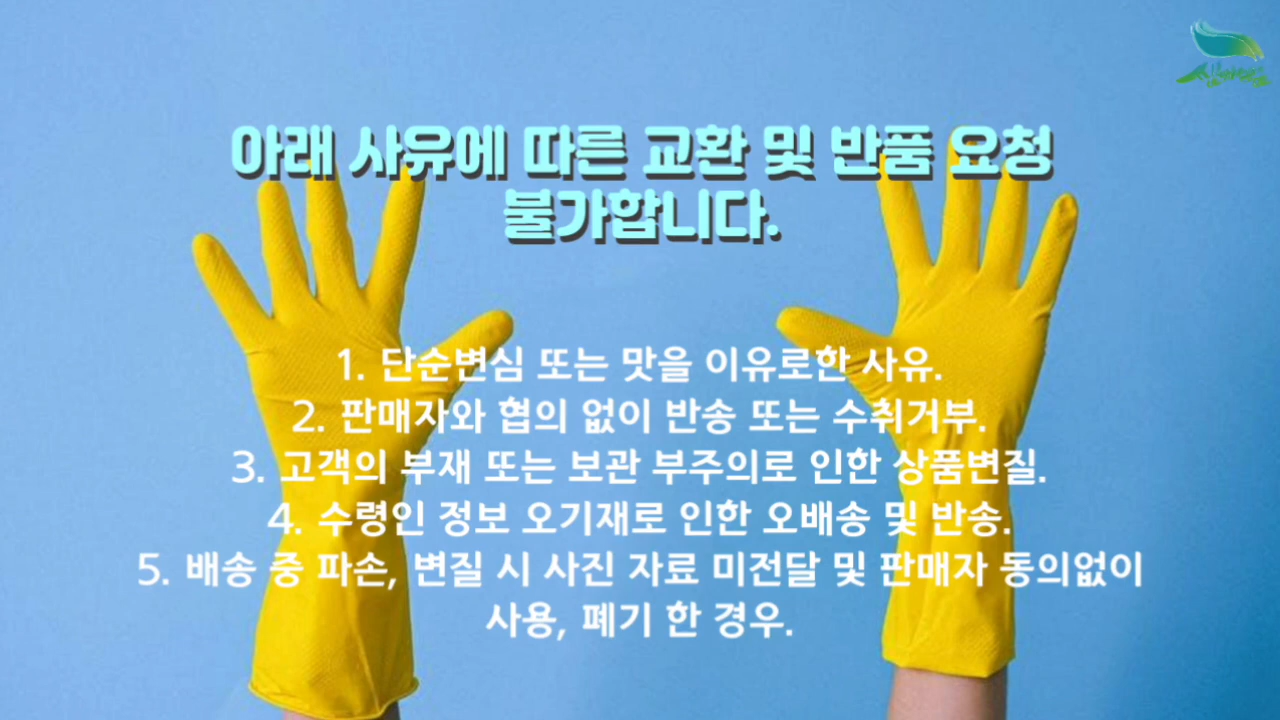 아래 사유에 따른 교환 및 반품 요청
불가합니다.
1. 단순변심 또는 맛을 이유로한 사유.
2. 판매자와 협의 없이 반송 또는 수취거부.
3. 고객의 부재 또는 보관 부주의로 인한 상품변질.
4. 수령인 정보 오기재로 인한 오배송 및 반송.
5. 배송 중 파손, 변질 시 사진 자료 미전달 및 판매자 동의없이
사용, 폐기 한 경우.